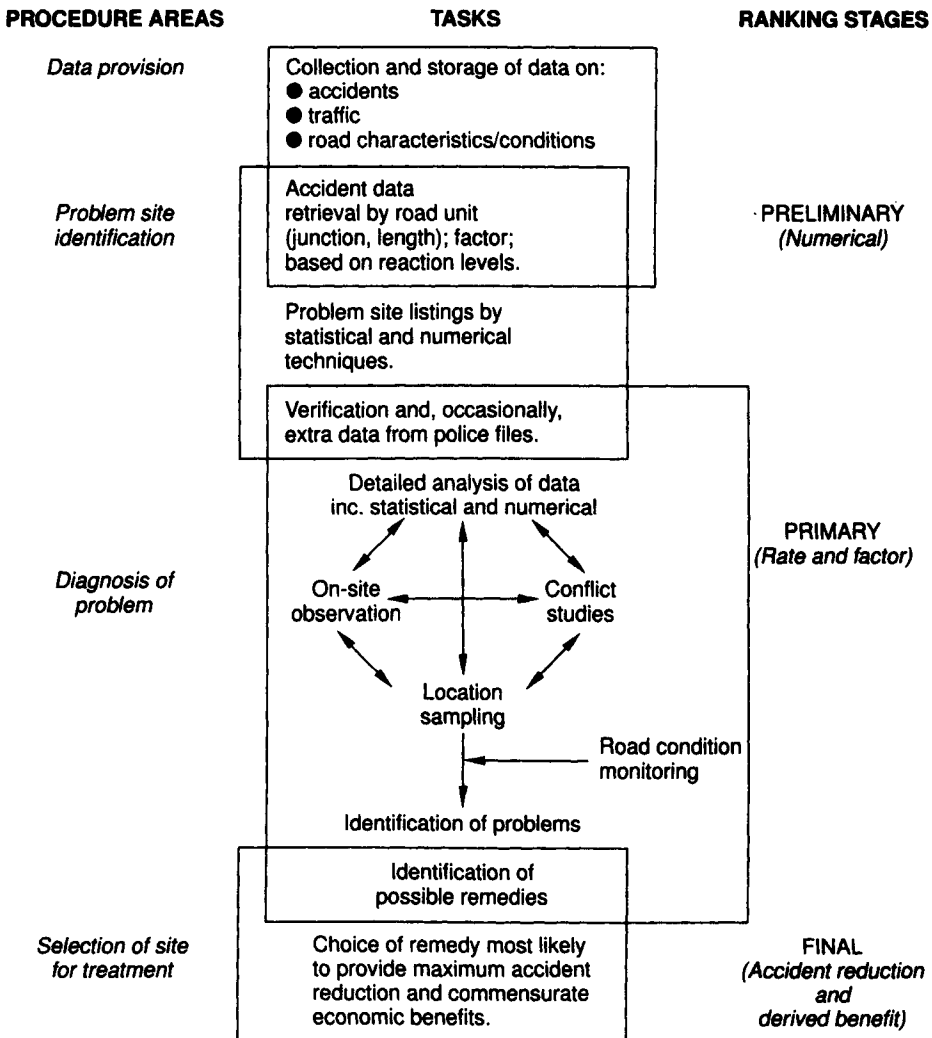 PROCEDURE AREAS
TASKS
RANKING STAGES
Data provision
Collection and storage of data on:
● accidents
● traffic
● road characteristics/conditions
Problem site
identification
Accident data
retrieval by road unit
(junction, length); factor;
based on reaction levels.
PRELIMINARY
(Numerical)
Problem site listings by
statistical and numerical
techniques.
Verification and, occasionally,
extra data from police files.
Detailed analysis of data
inc. statistical and numerical
PRIMARY
(Rate and factor)
Diagnosis of
problem
On-site
observation
Conflict
studies
Location
sampling
Road condition
monitoring
Identification of problems
Identification of
possible remedies
Selection of site
for treatment
Choice of remedy most likely
to provide maximum accident
reduction and commensurate
economic benefits.
FINAL
(Accident reduction
and
derived benefit)